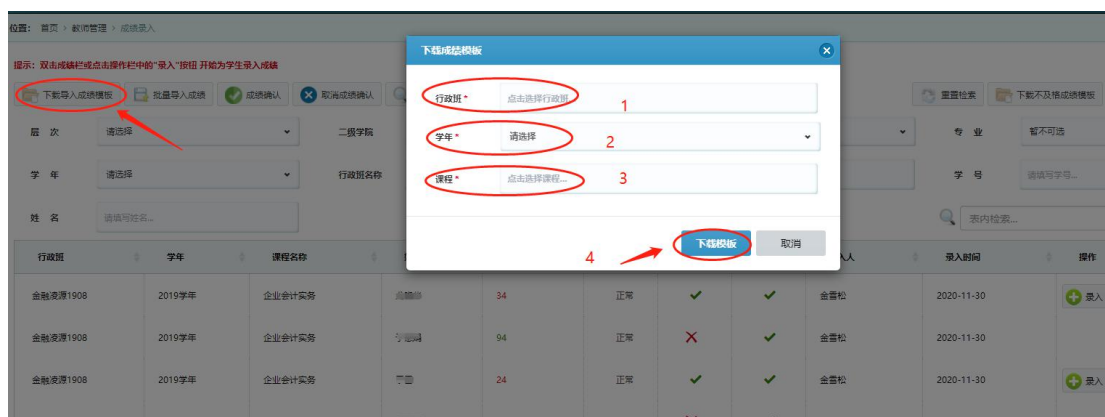 位置： 首页 > 教师管理 > 成绩录入
提示： 双击成绩栏或点击操作栏中的"录入"按钮 开始为学生录入成绩
下载导入成绩模板 批量导入成绩 成绩确认 取消成绩确认 重置检索 下载不及格成绩模板
层 次 请选择 二级学院 专 业 暂不可选
学 年 请选择 行政班名称 学 号 请填写学号...
姓 名 请填写姓名... 表内检索...
下载成绩模板
行政班 * 点击选择行政班 1
学年 * 请选择 2
课程 * 点击选择课程... 3
4 下载模板 取消
行政班 学年 课程名称 录入时间 操作
金融凌源1908 2019学年 企业会计实务 34 正常 金雪松 2020-11-30 录入
金融凌源1908 2019学年 企业会计实务 94 正常 金雪松 2020-11-30
金融凌源1908 2019学年 企业会计实务 24 正常 金雪松 2020-11-30 录入